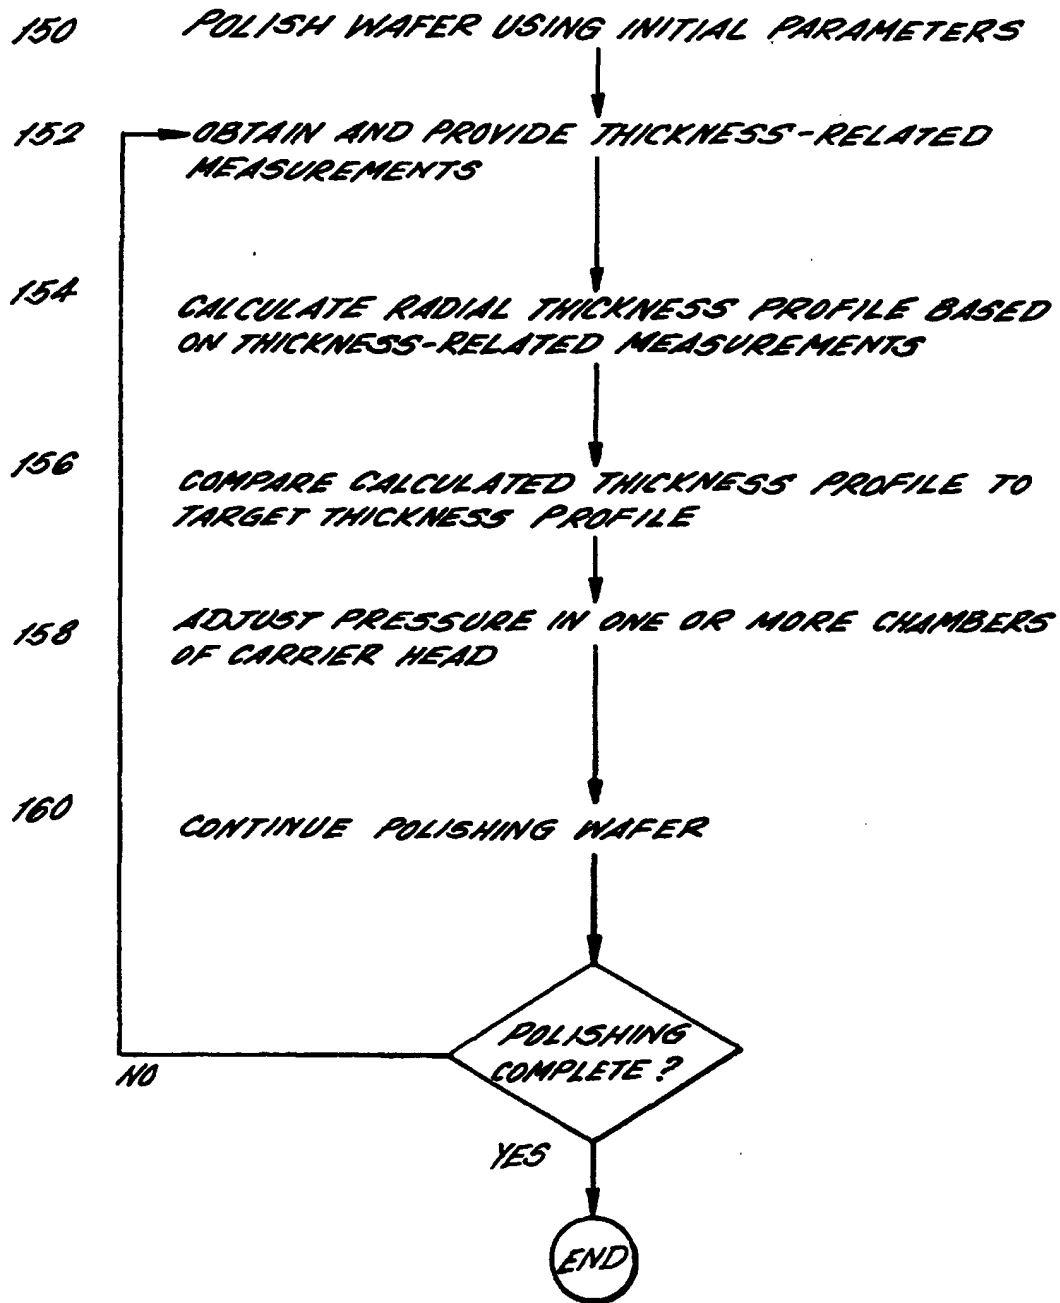 150 POLISH WAFER USING INITIAL PARAMETERS
152 OBTAIN AND PROVIDE THICKNESS-RELATED
MEASUREMENTS
154 CALCULATE RADIAL THICKNESS PROFILE BASED
ON THICKNESS-RELATED MEASUREMENTS
156 COMPARE CALCULATED THICKNESS PROFILE TO
TARGET THICKNESS PROFILE
158 ADJUST PRESSURE IN ONE OR MORE CHAMBERS
OF CARRIER HEAD
160 CONTINUE POLISHING WAFER
POLISHING
COMPLETE?
NO
YES
END